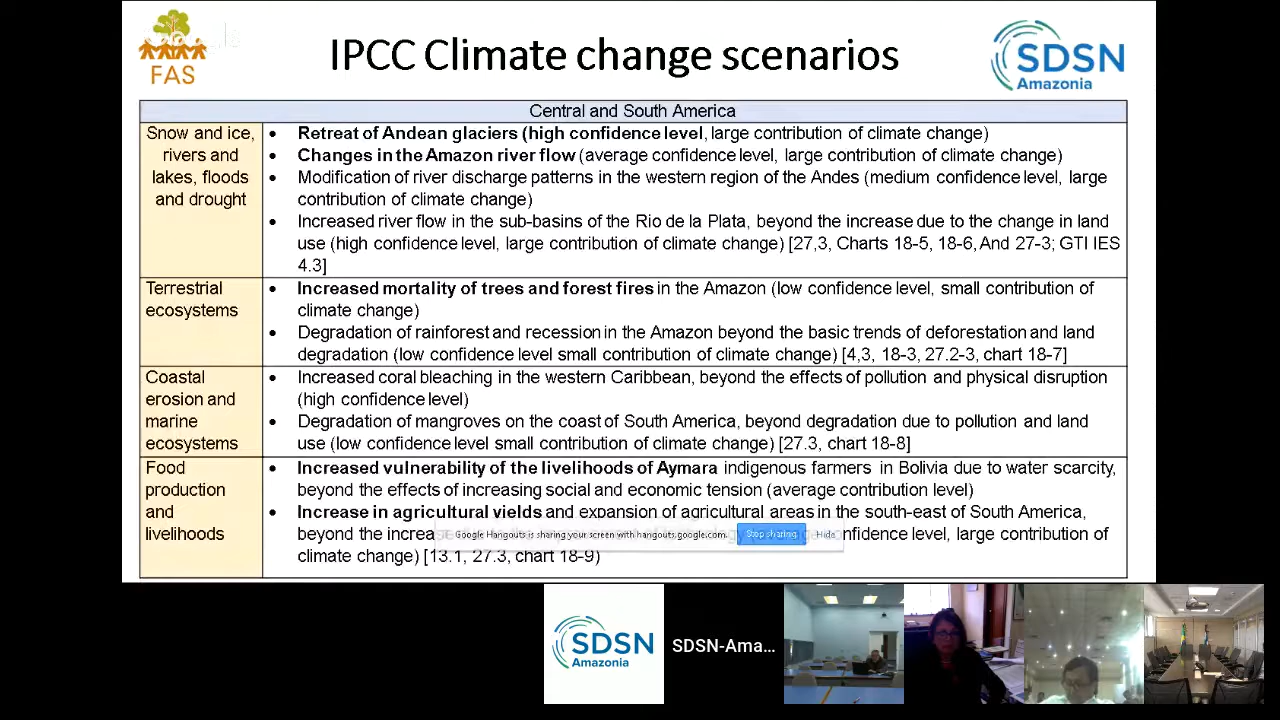 Google
FAS
IPCC Climate change scenarios
SDSN
Amazonia
Central and South America
Snow and ice,
rivers and
lakes, floods
and drought
• Retreat of Andean glaciers (high confidence level, large contribution of climate change)
• Changes in the Amazon river flow (average confidence level, large contribution of climate change)
• Modification of river discharge patterns in the western region of the Andes (medium confidence level, large
contribution of climate change)
• Increased river flow in the sub-basins of the Rio de la Plata, beyond the increase due to the change in land
use (high confidence level, large contribution of climate change) [27,3, Charts 18-5, 18-6, And 27-3; GTI IES
4.3]
Terrestrial
ecosystems
• Increased mortality of trees and forest fires in the Amazon (low confidence level, small contribution of
climate change)
• Degradation of rainforest and recession in the Amazon beyond the basic trends of deforestation and land
degradation (low confidence level small contribution of climate change) [4,3, 18-3, 27.2-3, chart 18-7]
Coastal
erosion and
marine
ecosystems
• Increased coral bleaching in the western Caribbean, beyond the effects of pollution and physical disruption
(high confidence level)
• Degradation of mangroves on the coast of South America, beyond degradation due to pollution and land
use (low confidence level small contribution of climate change) [27.3, chart 18-8]
Food
production
and
livelihoods
• Increased vulnerability of the livelihoods of Aymara indigenous farmers in Bolivia due to water scarcity,
beyond the effects of increasing social and economic tension (average contribution level)
• Increase in agricultural yields and expansion of agricultural areas in the south-east of South America,
beyond the increase confidence level, large contribution of
climate change) [13.1, 27.3, chart 18-9)
Google Hangouts is sharing your screen with hangouts.google.com.
Stop sharing
Hide
SDSN
Amazonia
SDSN-Ama...